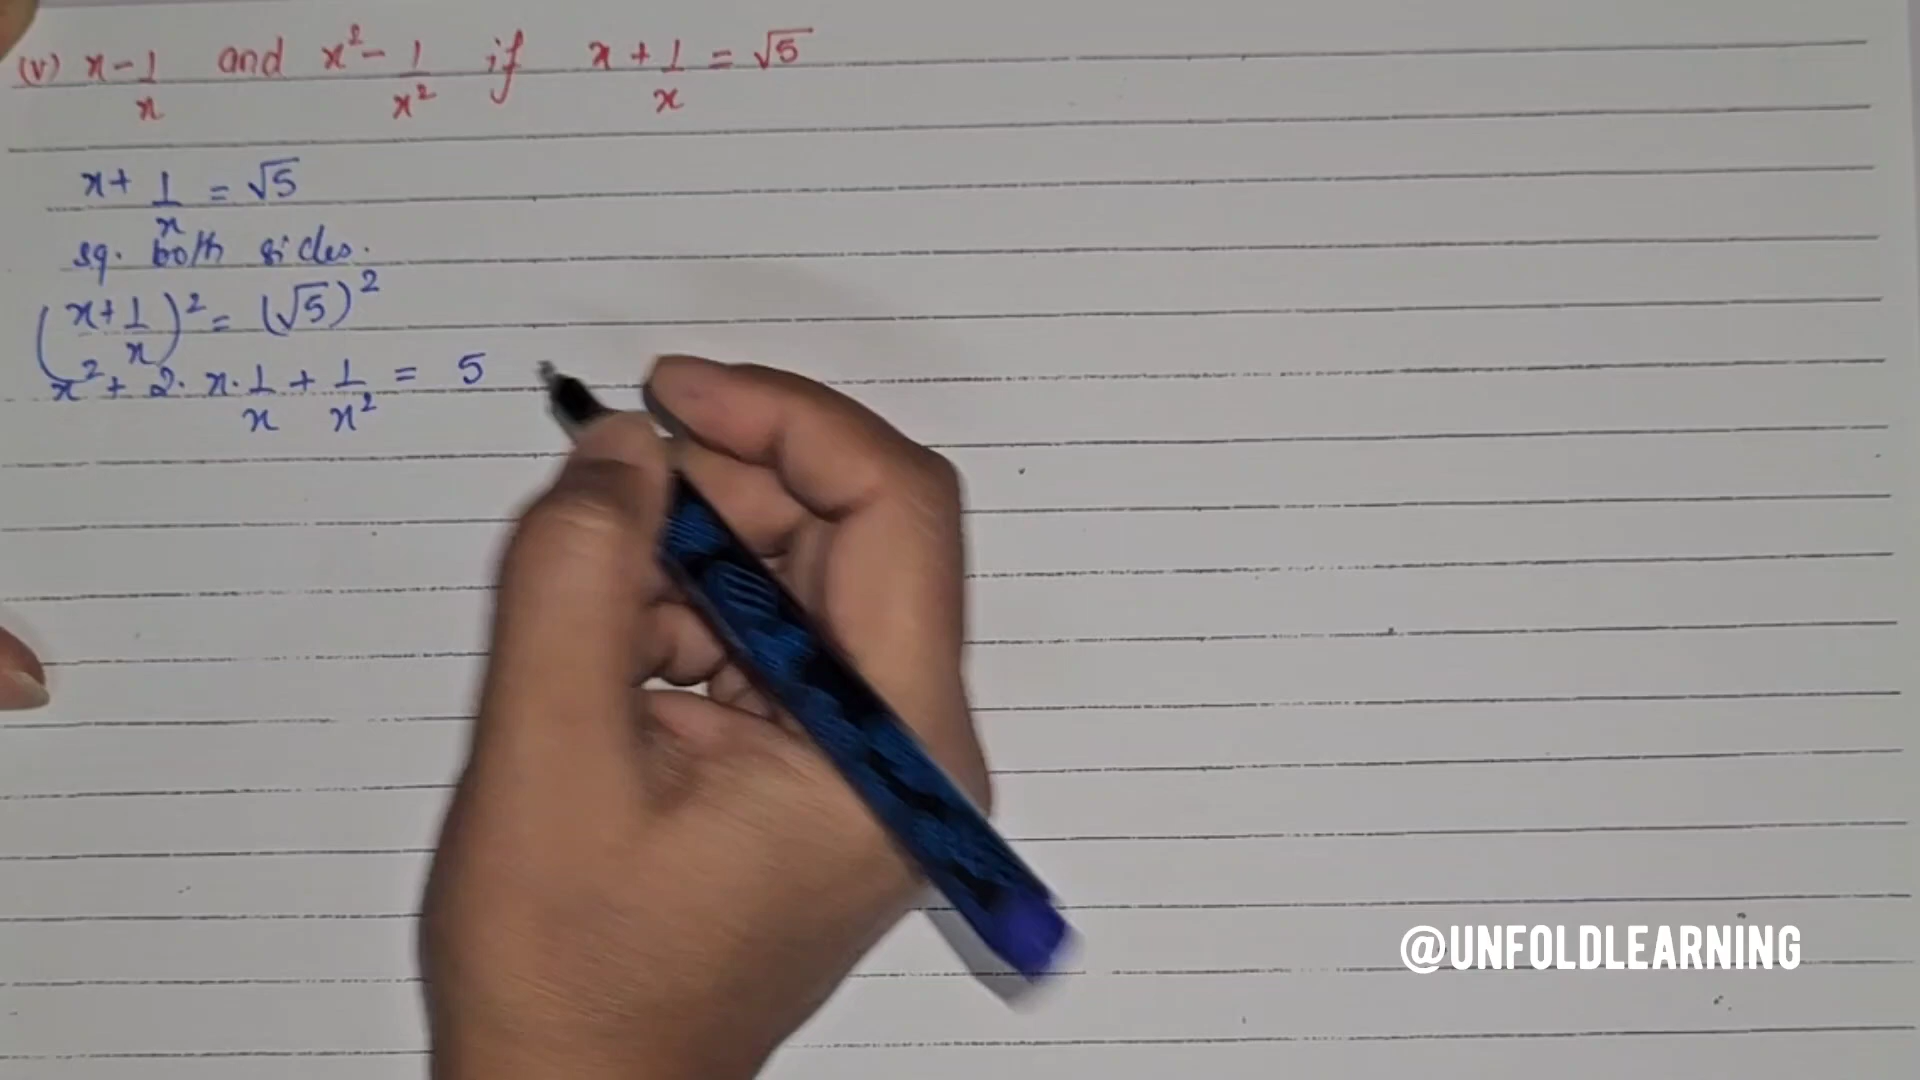 (v) x - 1/x and x² - 1/x² if x + 1/x = √5
x + 1/x = √5
sq. both sides.
(x + 1/x)² = (√5)²
x² + 2. x. 1/x + 1/x² = 5
@UNFOLDLEARNING